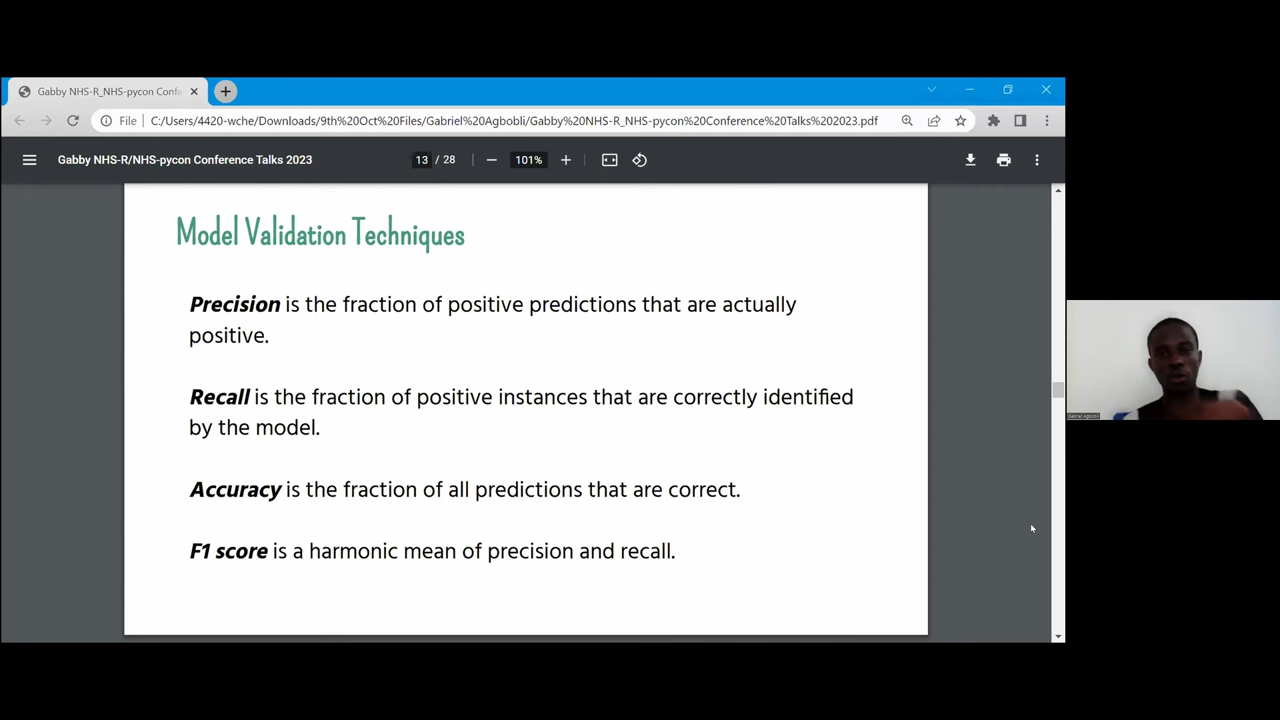 Gabby NHS-R_NHS-pycon Confe
File
C:/Users/4420-wche/Downloads/9th%20Oct%20Files/Gabriel%20Agbobli/Gabby%20NHS-R_NHS-pycon%20Conference%20Talks%202023.pdf
Gabby NHS-R/NHS-pycon Conference Talks 2023
13 / 28
101%
Model Validation Techniques
Precision is the fraction of positive predictions that are actually
positive.
Recall is the fraction of positive instances that are correctly identified
by the model.
Accuracy is the fraction of all predictions that are correct.
F1 score is a harmonic mean of precision and recall.
Gabriel Agbobli